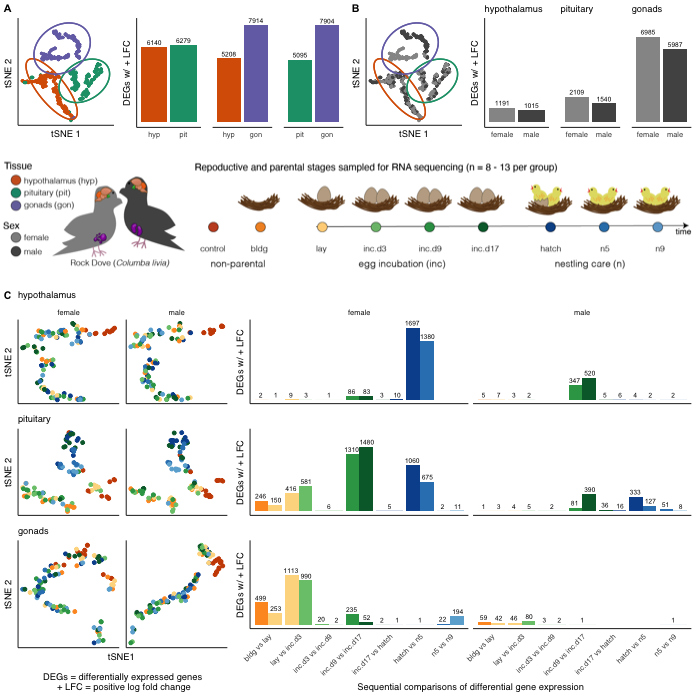 A
tSNE 2
tSNE 1
DEGs w/ + LFC
6140 6279 5208 7914 5095 7904
hyp pit hyp gon pit gon
B
tSNE 2
tSNE 1
DEGs w/ + LFC
hypothalamus pituitary gonads
1191 1015 2109 1540 6985 5987
female male female male female male
Tissue
hypothalamus (hyp)
pituitary (pit)
gonads (gon)
Sex
female
male
Rock Dove (Columba livia)
Reproductive and parental stages sampled for RNA sequencing (n = 8 - 13 per group)
time
control bldg lay inc.d3 inc.d9 inc.d17 hatch n5 n9
non-parental egg incubation (inc) nestling care (n)
C hypothalamus
female male female male
tSNE 2
DEGs w/ + LFC
2 1 9 3 1 86 83 3 10 1697 1380
5 7 3 2 347 520 5 6 4 2 2
pituitary
tSNE 2
DEGs w/ + LFC
246 150 416 581 6 1310 1480 5 1060 675 2 11
1 3 4 5 2 81 390 36 16 333 127 51 8
gonads
tSNE 2
DEGs w/ + LFC
499 253 1113 990 20 2 235 52 2 1 1 22 194
59 42 46 80 3 2 1 1
tSNE1
bldg vs lay lay vs inc.d3 inc.d3 vs inc.d9 inc.d9 vs inc.d17 inc.d17 vs hatch hatch vs n5 n5 vs n9
bldg vs lay lay vs inc.d3 inc.d3 vs inc.d9 inc.d9 vs inc.d17 inc.d17 vs hatch hatch vs n5 n5 vs n9
DEGs = differentially expressed genes
+ LFC = positive log fold change
Sequential comparisons of differential gene expression